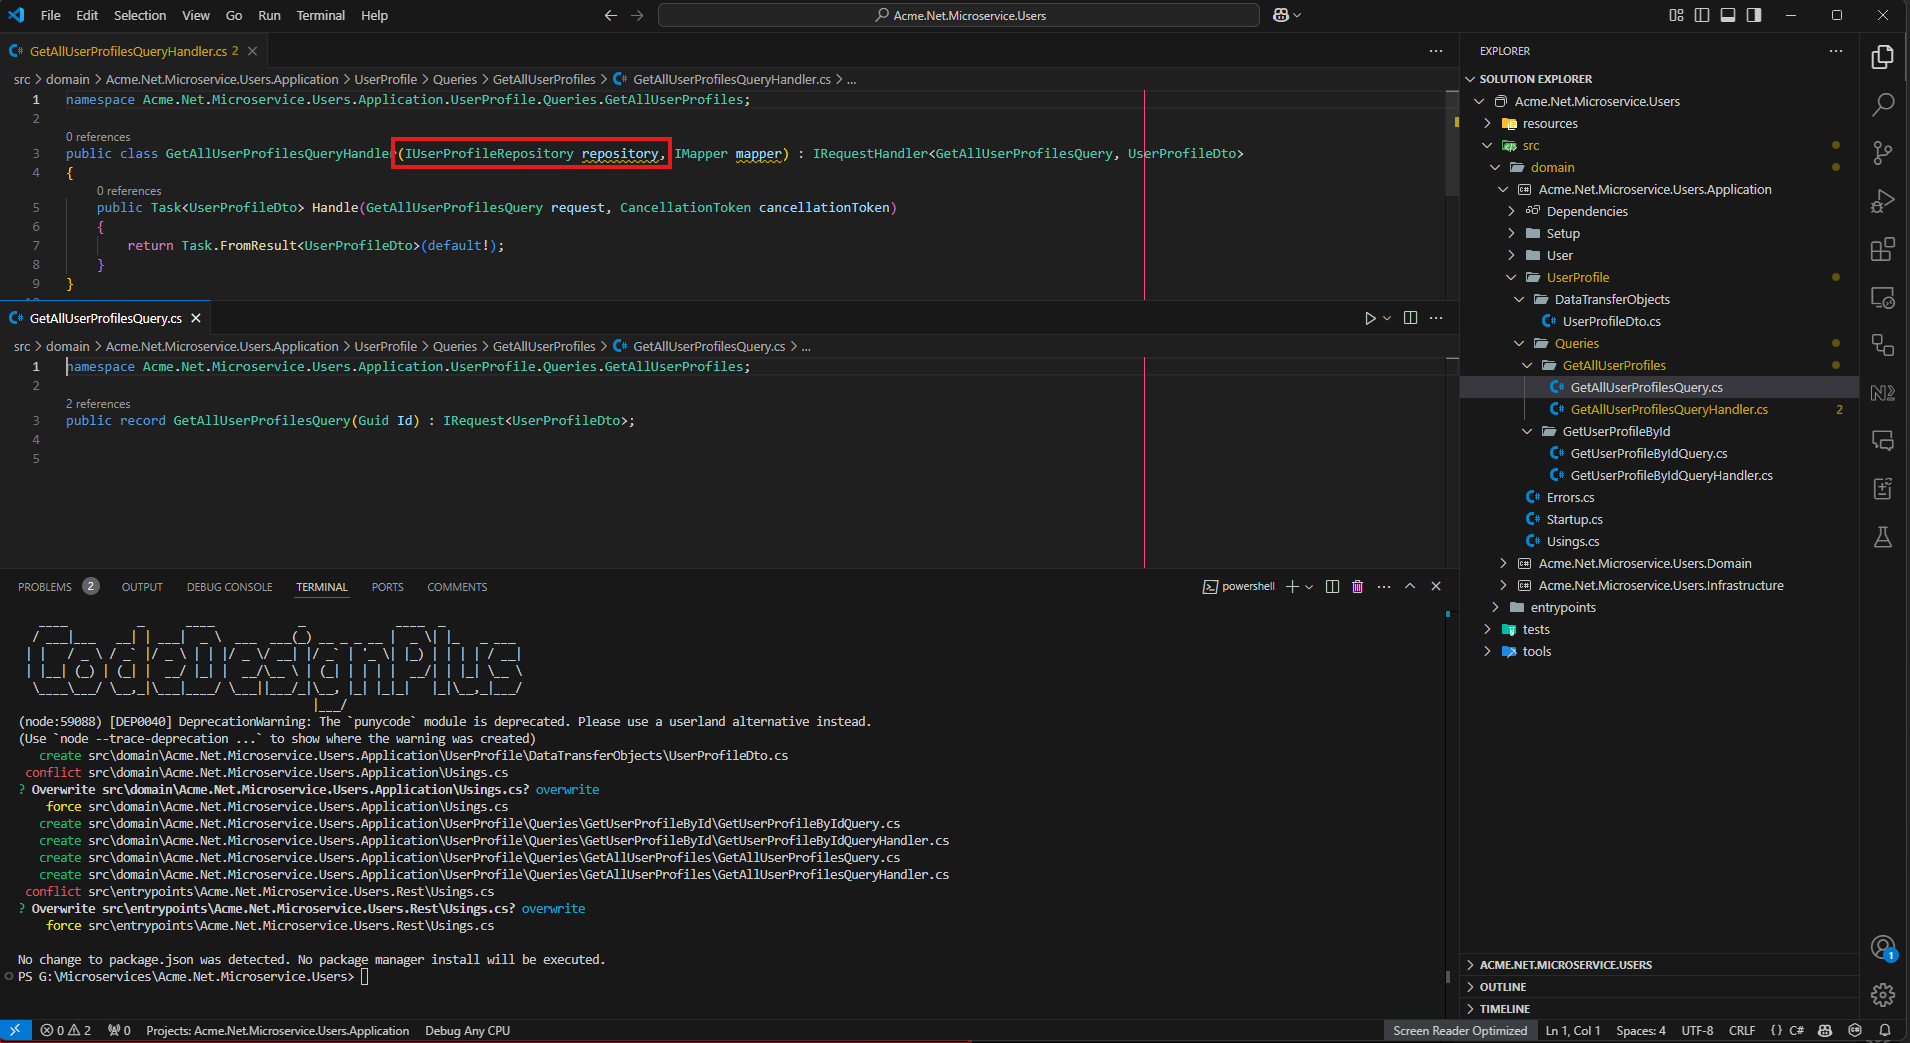 File Edit Selection View Go Run Terminal Help
Acme.Net.Microservice.Users
GetAllUserProfilesQueryHandler.cs 2
src > domain > Acme.Net.Microservice.Users.Application > UserProfile > Queries > GetAllUserProfiles > GetAllUserProfilesQueryHandler.cs > ...
1 namespace Acme.Net.Microservice.Users.Application.UserProfile.Queries.GetAllUserProfiles;
2
0 references
3 public class GetAllUserProfilesQueryHandler(IUserProfileRepository repository, IMapper mapper) : IRequestHandler<GetAllUserProfilesQuery, UserProfileDto>
4 {
0 references
5 public Task<UserProfileDto> Handle(GetAllUserProfilesQuery request, CancellationToken cancellationToken)
6 {
7 return Task.FromResult<UserProfileDto>(default!);
8 }
9 }
GetAllUserProfilesQuery.cs
src > domain > Acme.Net.Microservice.Users.Application > UserProfile > Queries > GetAllUserProfiles > GetAllUserProfilesQuery.cs > ...
1 namespace Acme.Net.Microservice.Users.Application.UserProfile.Queries.GetAllUserProfiles;
2
2 references
3 public record GetAllUserProfilesQuery(Guid Id) : IRequest<UserProfileDto>;
4
5
PROBLEMS 2 OUTPUT DEBUG CONSOLE TERMINAL PORTS COMMENTS
powershell
CodeDesignPlus
(node:59088) [DEP0040] DeprecationWarning: The `punycode` module is deprecated. Please use a userland alternative instead.
(Use `node --trace-deprecation ...` to show where the warning was created)
create src\domain\Acme.Net.Microservice.Users.Application\UserProfile\DataTransferObjects\UserProfileDto.cs
conflict src\domain\Acme.Net.Microservice.Users.Application\Usings.cs
? Overwrite src\domain\Acme.Net.Microservice.Users.Application\Usings.cs? overwrite
force src\domain\Acme.Net.Microservice.Users.Application\Usings.cs
create src\domain\Acme.Net.Microservice.Users.Application\UserProfile\Queries\GetUserProfileById\GetUserProfileByIdQuery.cs
create src\domain\Acme.Net.Microservice.Users.Application\UserProfile\Queries\GetUserProfileById\GetUserProfileByIdQueryHandler.cs
create src\domain\Acme.Net.Microservice.Users.Application\UserProfile\Queries\GetAllUserProfiles\GetAllUserProfilesQuery.cs
create src\domain\Acme.Net.Microservice.Users.Application\UserProfile\Queries\GetAllUserProfiles\GetAllUserProfilesQueryHandler.cs
conflict src\entrypoints\Acme.Net.Microservice.Users.Rest\Usings.cs
? Overwrite src\entrypoints\Acme.Net.Microservice.Users.Rest\Usings.cs? overwrite
force src\entrypoints\Acme.Net.Microservice.Users.Rest\Usings.cs
No change to package.json was detected. No package manager install will be executed.
PS G:\Microservices\Acme.Net.Microservice.Users>
EXPLORER
SOLUTION EXPLORER
Acme.Net.Microservice.Users
resources
src
domain
Acme.Net.Microservice.Users.Application
Dependencies
Setup
User
UserProfile
DataTransferObjects
UserProfileDto.cs
Queries
GetAllUserProfiles
GetAllUserProfilesQuery.cs
GetAllUserProfilesQueryHandler.cs 2
GetUserProfileById
GetUserProfileByIdQuery.cs
GetUserProfileByIdQueryHandler.cs
Errors.cs
Startup.cs
Usings.cs
Acme.Net.Microservice.Users.Domain
Acme.Net.Microservice.Users.Infrastructure
entrypoints
tests
tools
ACME.NET.MICROSERVICE.USERS
OUTLINE
TIMELINE
1
0 2 0 Projects: Acme.Net.Microservice.Users.Application Debug Any CPU
Screen Reader Optimized Ln 1, Col 1 Spaces: 4 UTF-8 CRLF {} C#